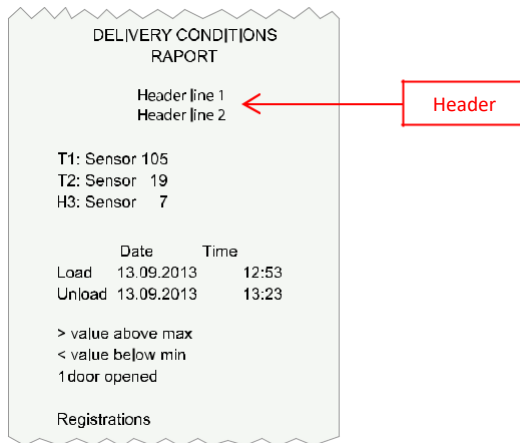 DELIVERY CONDITIONS
RAPORT
Header line 1
Header line 2
Header
T1: Sensor 105
T2: Sensor 19
H3: Sensor 7
Date Time
Load 13.09.2013 12:53
Unload 13.09.2013 13:23
> value above max
< value below min
1 door opened
Registrations